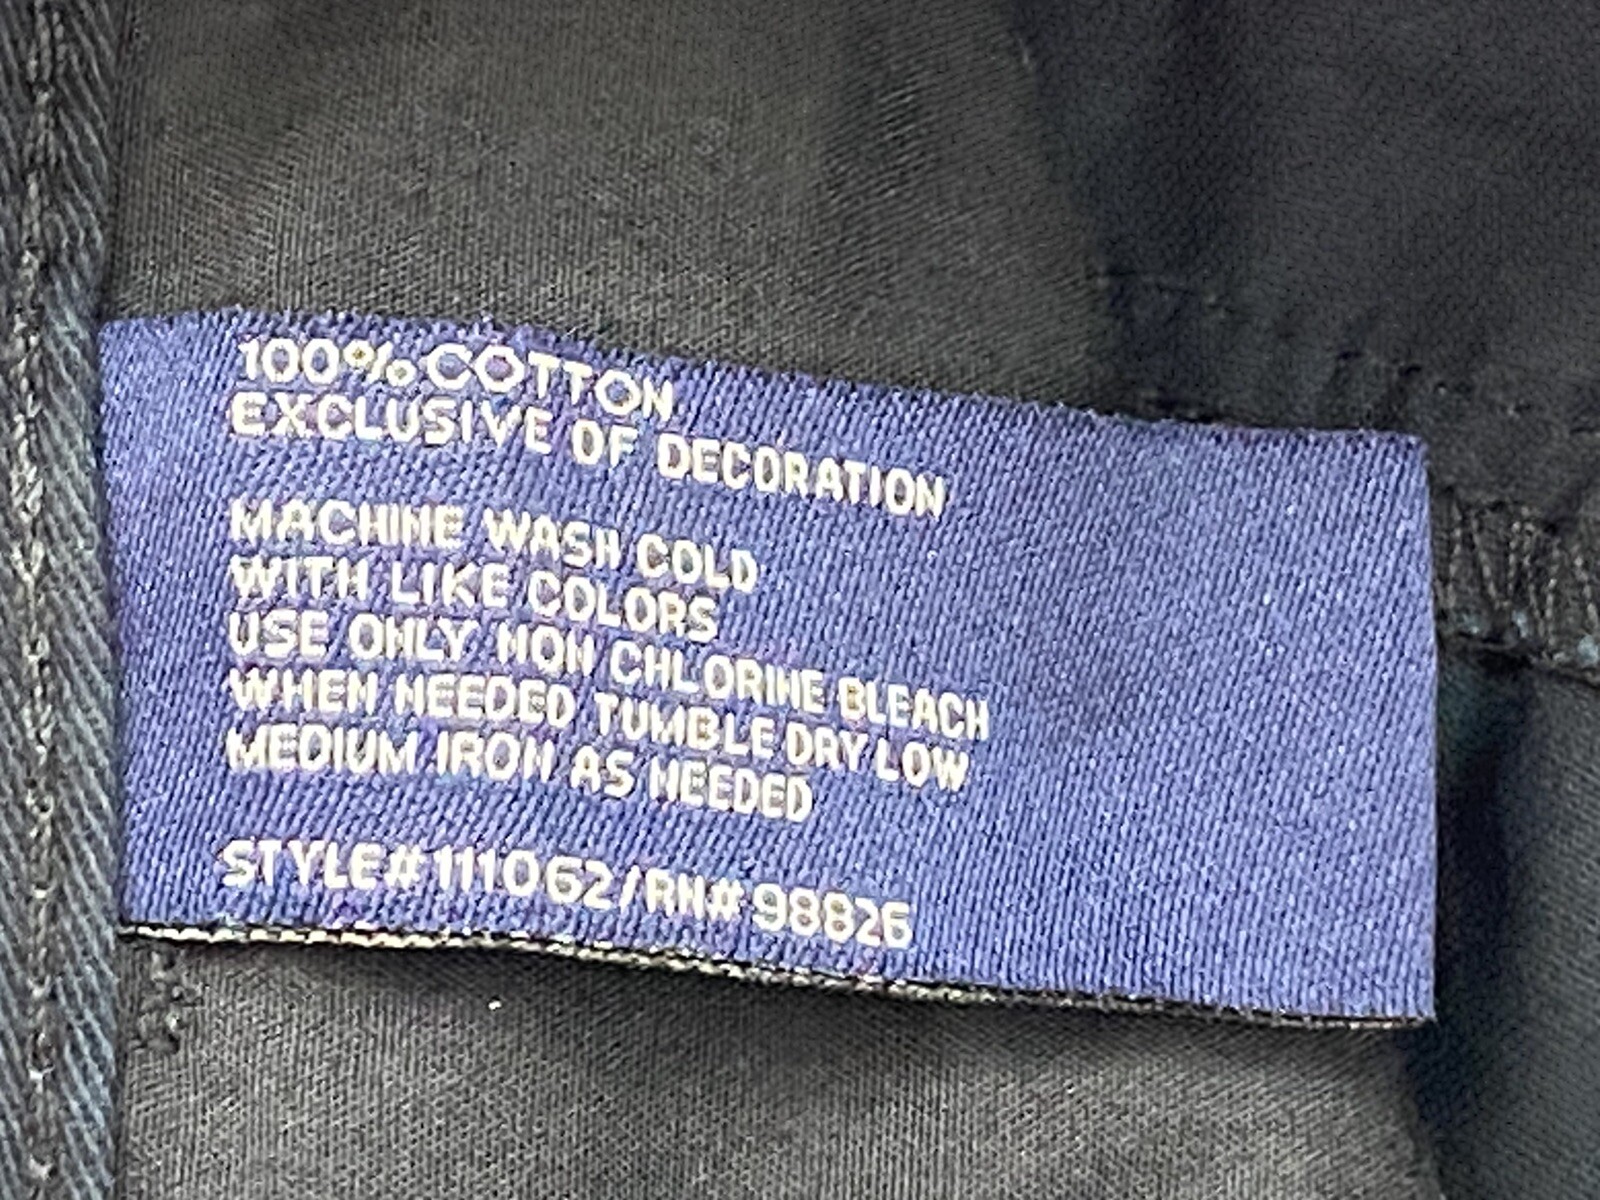 100% COTTON
EXCLUSIVE OF DECORATION
MACHINE WASH COLD
WITH LIKE COLORS
USE ONLY NON CHLORINE BLEACH
WHEN NEEDED TUMBLE DRY LOW
MEDIUM IRON AS NEEDED
STYLE#111062/RN# 98826